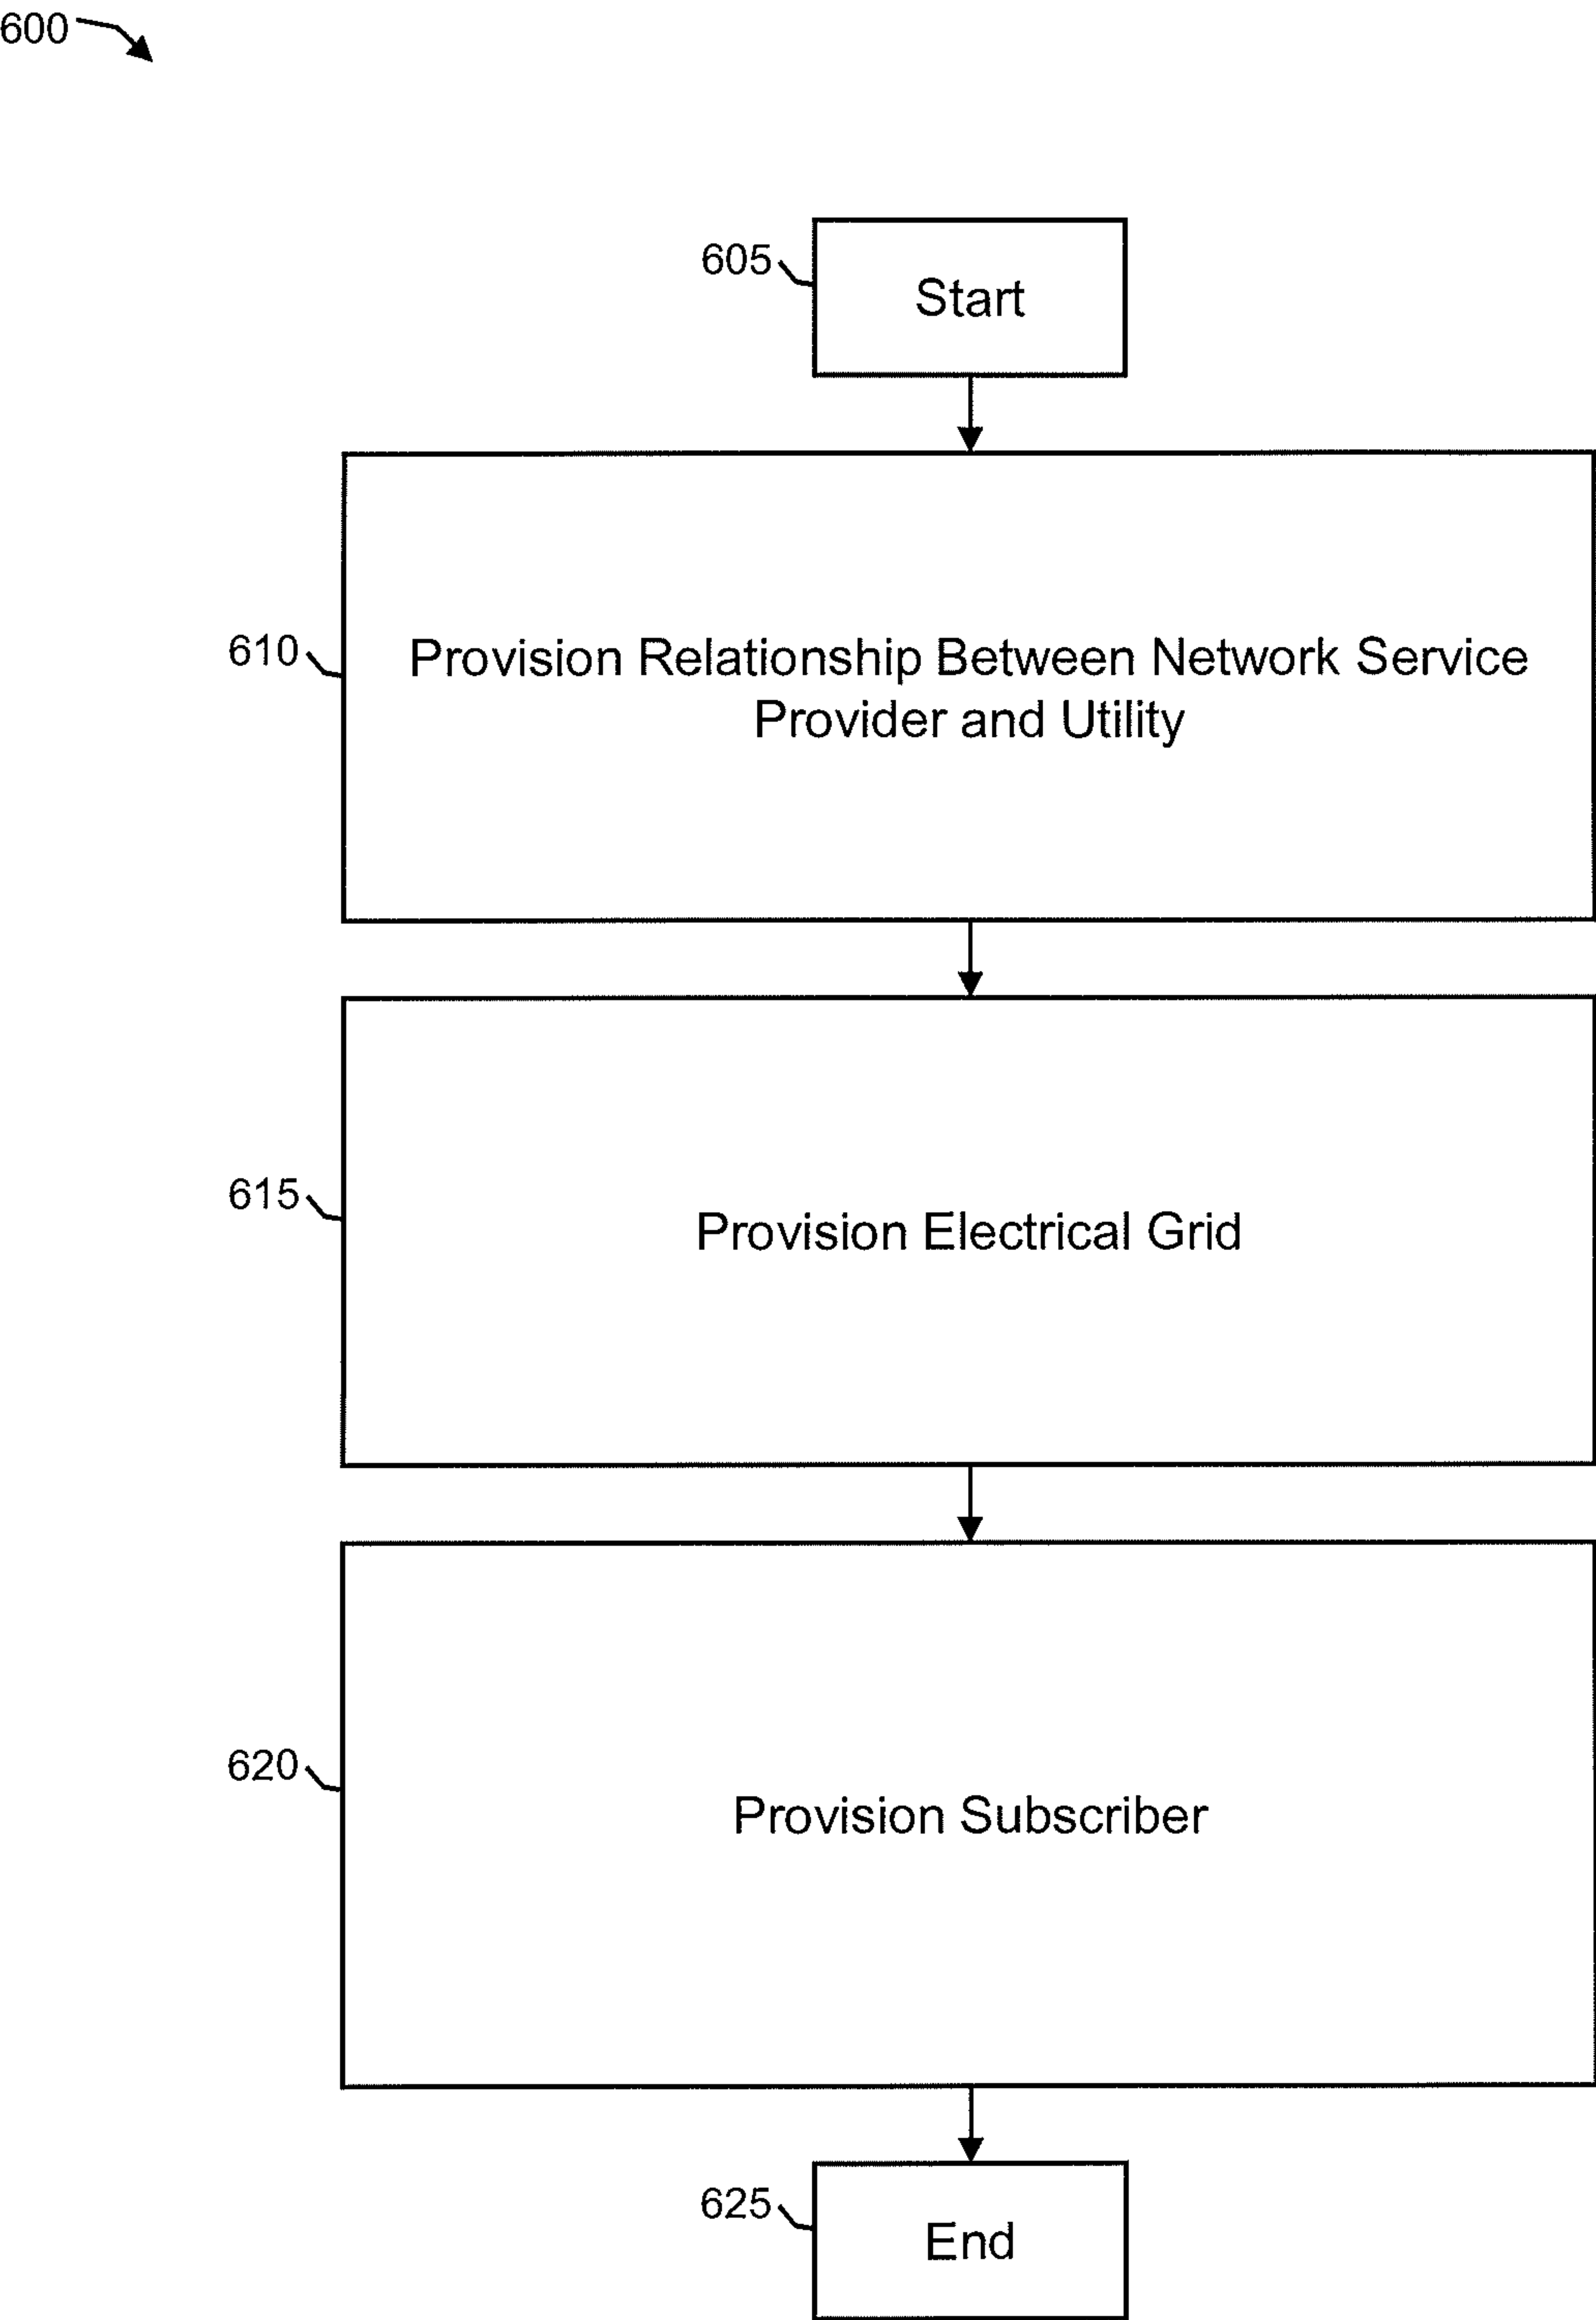 600
605
Start
610
Provision Relationship Between Network Service
Provider and Utility
615
Provision Electrical Grid
620
Provision Subscriber
625
End